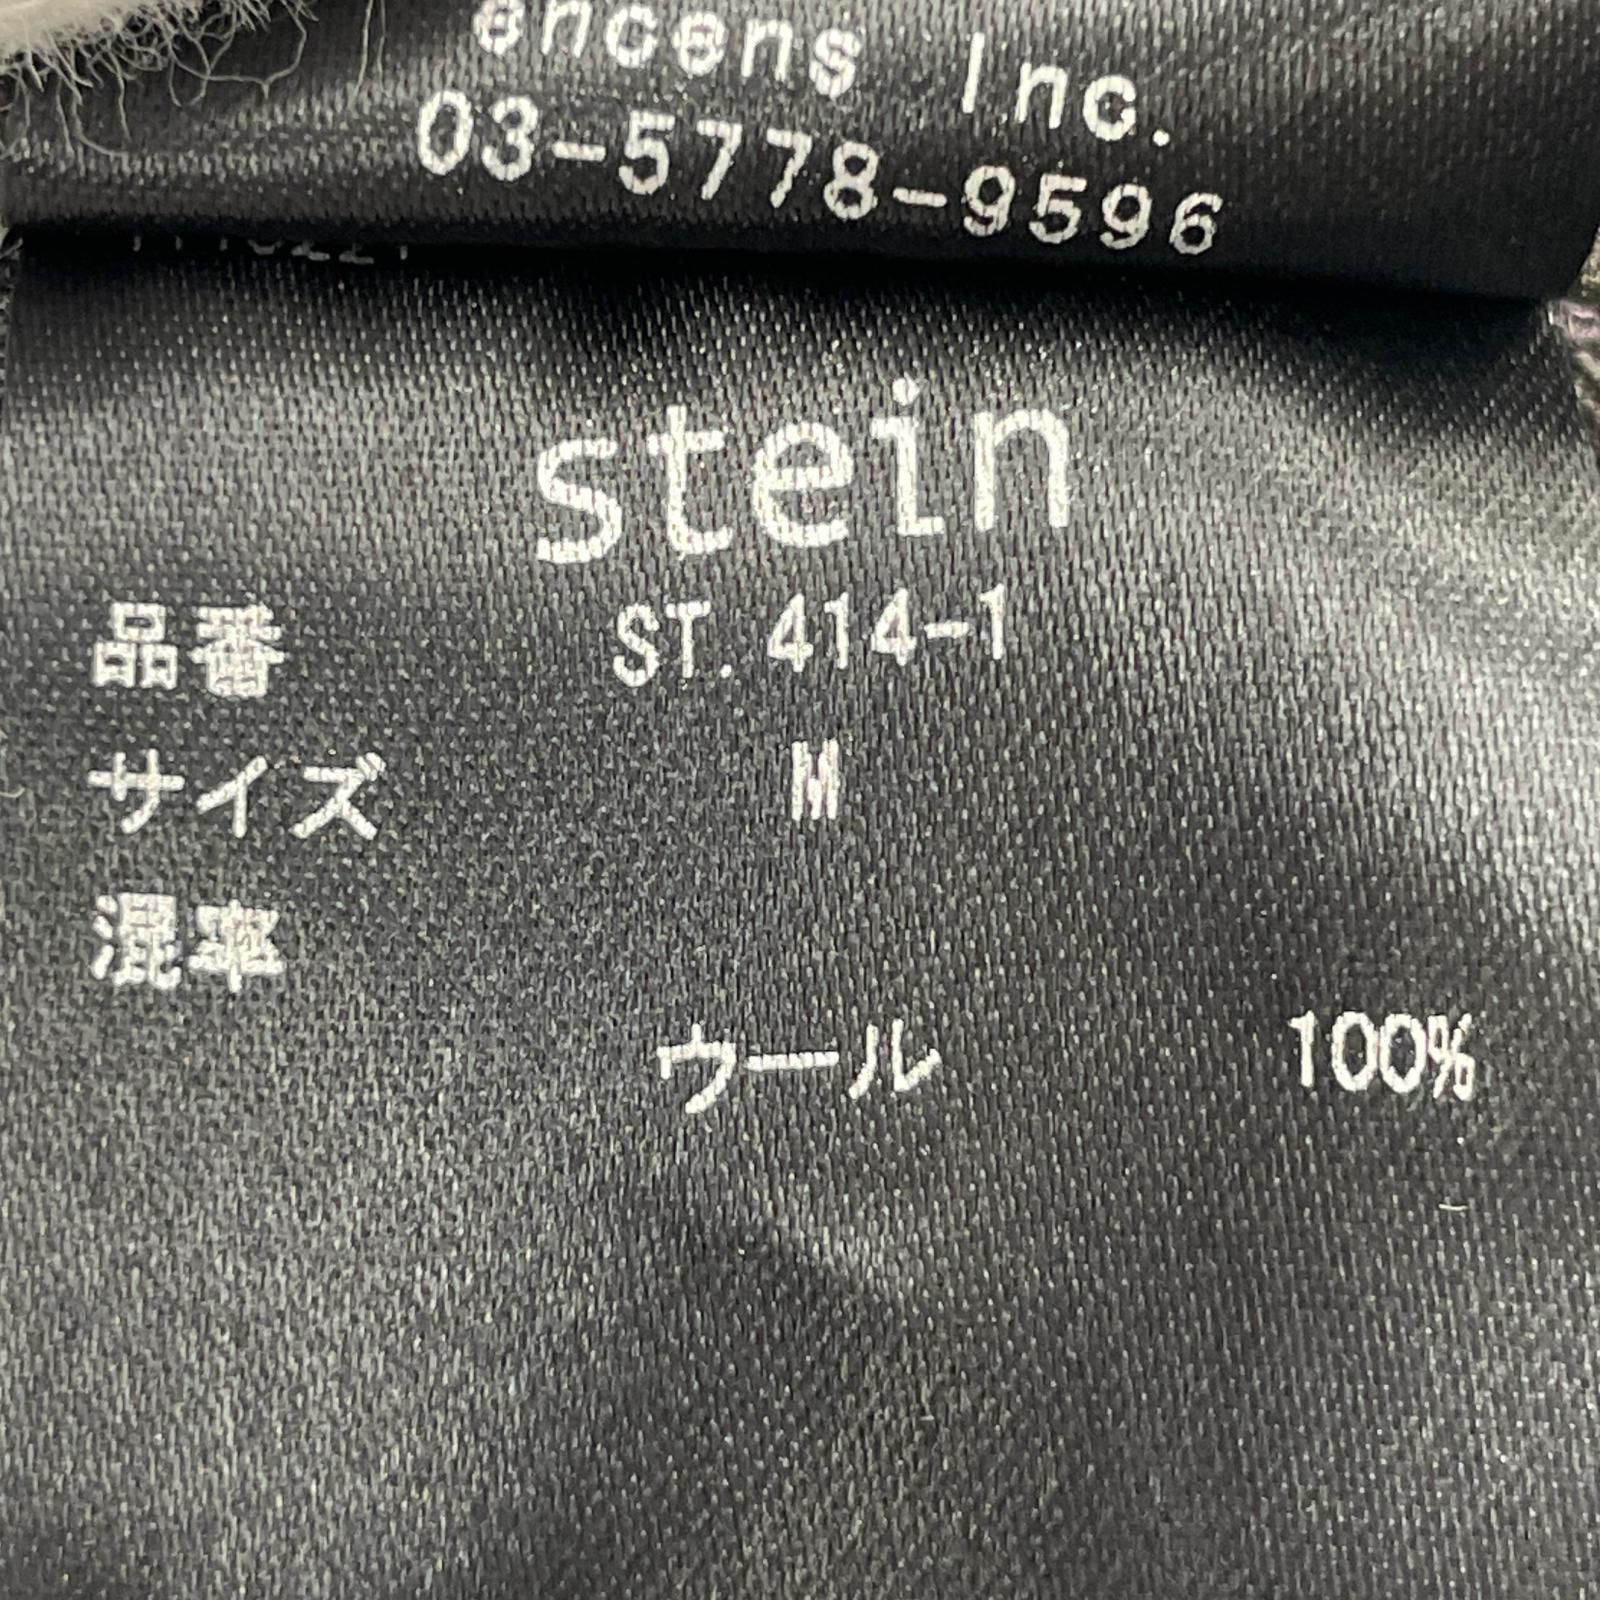 encens Inc.
03-5778-9596
stein
品番 ST. 414-1
サイズ M
混率
ウール 100%